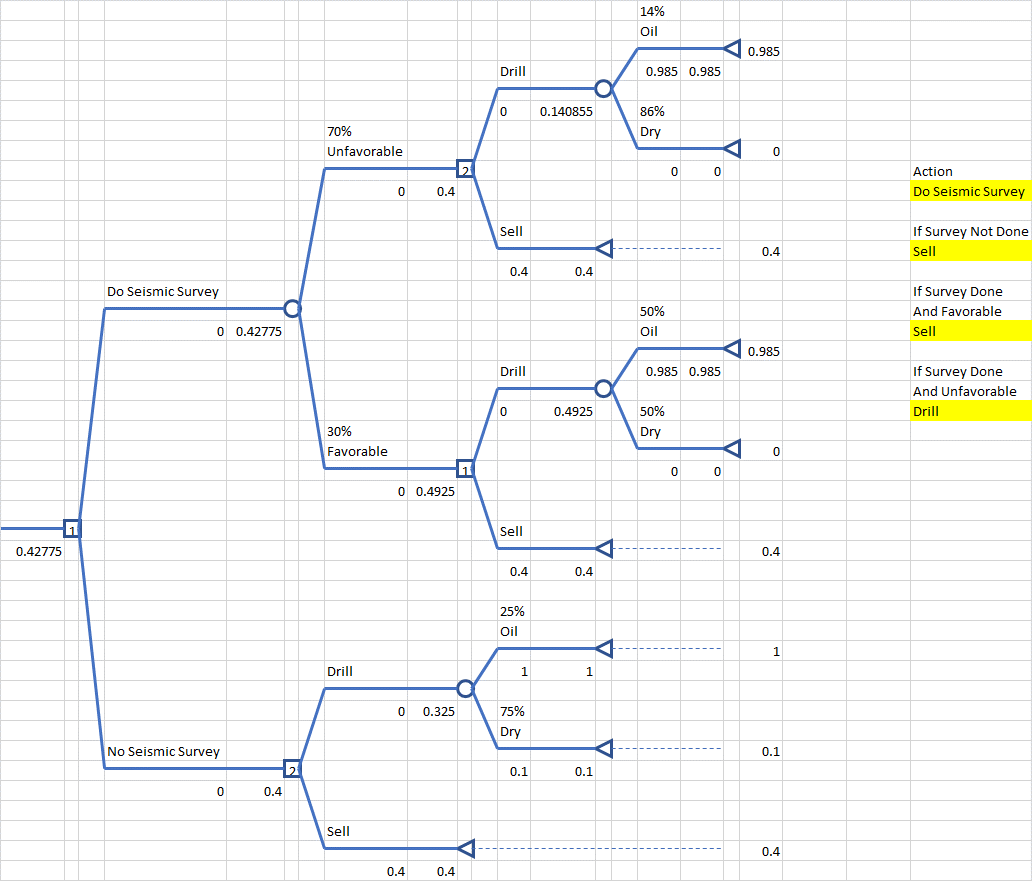 14%
Oil
0.985
Drill
0.985 0.985
0 0.140855
86%
70%
Dry
Unfavorable
0
2
0 0
Action
0 0.4
Do Seismic Survey
Sell
If Survey Not Done
0.4
Sell
0.4 0.4
Do Seismic Survey
If Survey Done
50%
And Favorable
0 0.42775
Oil
Sell
0.985
Drill
0.985 0.985
If Survey Done
And Unfavorable
0 0.4925
50%
Drill
30%
Dry
Favorable
0
1
0 0
0 0.4925
Sell
1
0.42775
0.4
0.4 0.4
25%
Oil
1
Drill
1 1
0 0.325
75%
Dry
No Seismic Survey
0.1
2
0.1 0.1
0 0.4
Sell
0.4
0.4 0.4